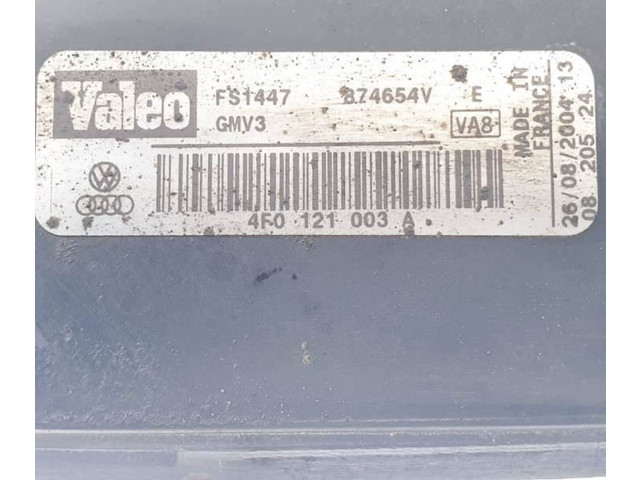 Valeo FS1447 874654V E
GMV3 VA8
4F0 121 003 A
MADE IN
FRANCE
26/08/2004 13
08 205 24